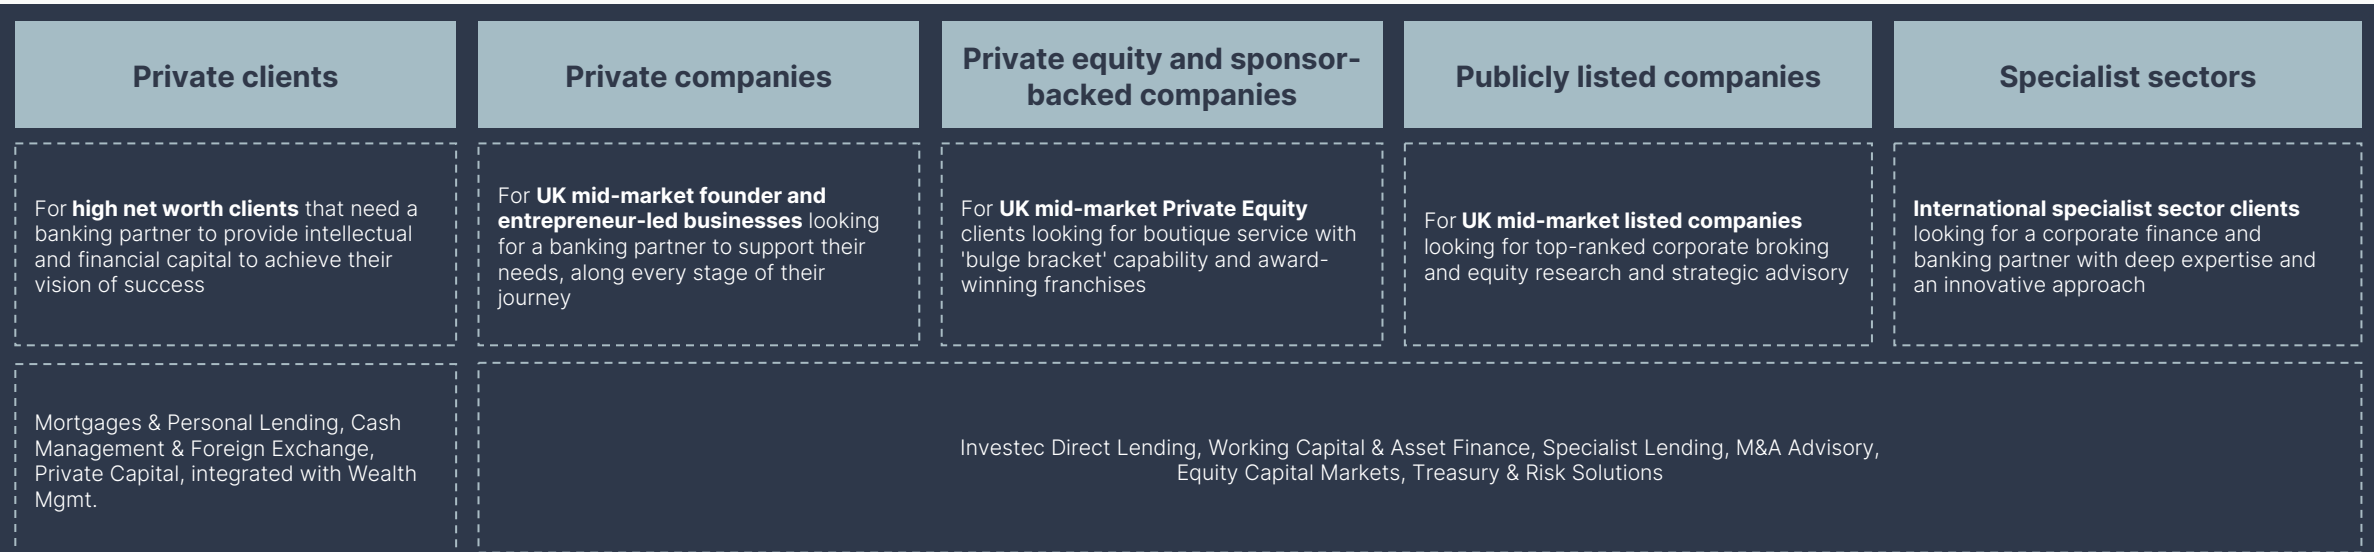 Private clients
Private companies
Private equity and sponsor-
backed companies
Publicly listed companies
Specialist sectors
For high net worth clients that need a
banking partner to provide intellectual
and financial capital to achieve their
vision of success
For UK mid-market founder and
entrepreneur-led businesses looking
for a banking partner to support their
needs, along every stage of their
journey
For UK mid-market Private Equity
clients looking for boutique service with
'bulge bracket' capability and award-
winning franchises
For UK mid-market listed companies
looking for top-ranked corporate broking
and equity research and strategic advisory
International specialist sector clients
looking for a corporate finance and
banking partner with deep expertise and
an innovative approach
Mortgages & Personal Lending, Cash
Management & Foreign Exchange,
Private Capital, integrated with Wealth
Mgmt.
Investec Direct Lending, Working Capital & Asset Finance, Specialist Lending, M&A Advisory,
Equity Capital Markets, Treasury & Risk Solutions